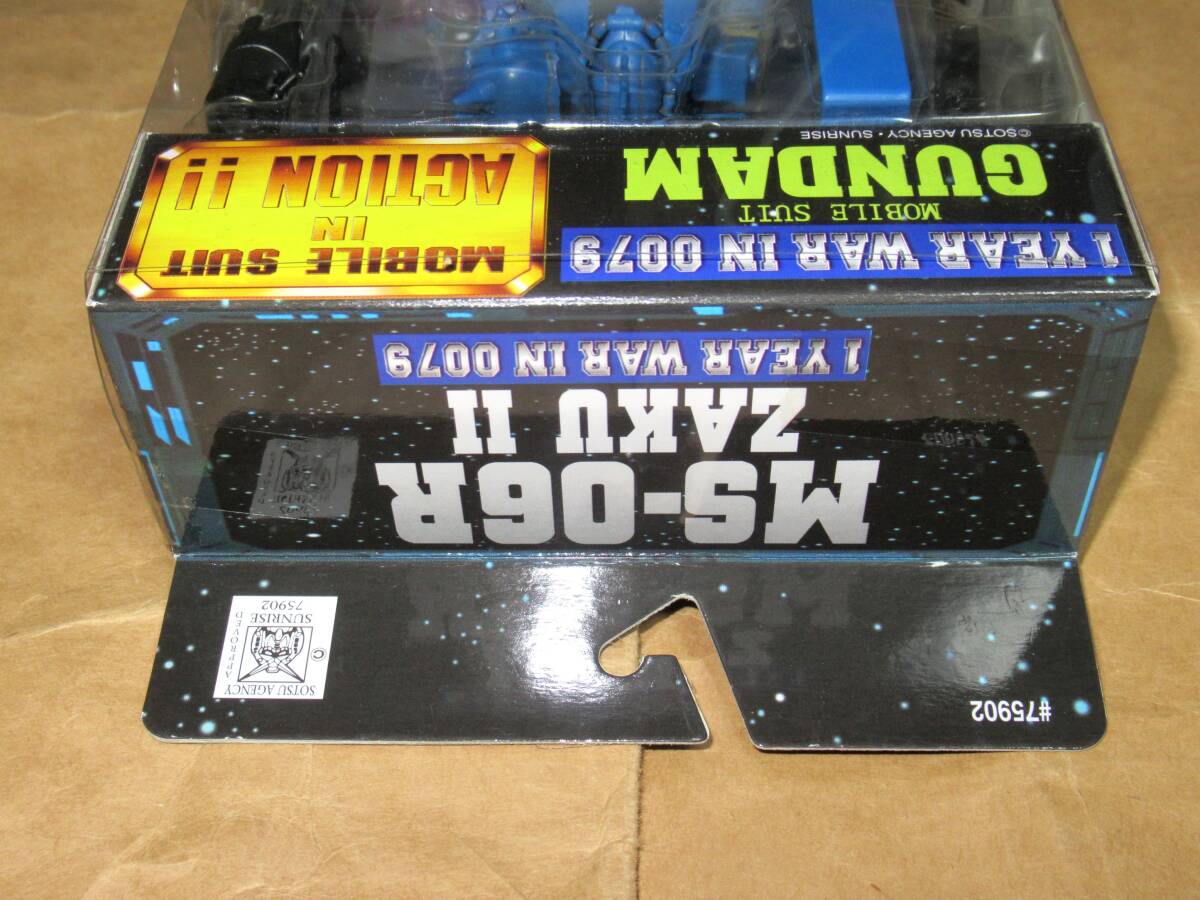 #75902
SOTSU AGENCY
©
APPROVED
SUNRISE
75902
MS-06R
ZAKU II
1 YEAR WAR IN 0079
1 YEAR WAR IN 0079
MOBILE SUIT
GUNDAM
©SOTSU AGENCY・SUNRISE
MOBILE SUIT
IN
ACTION !!